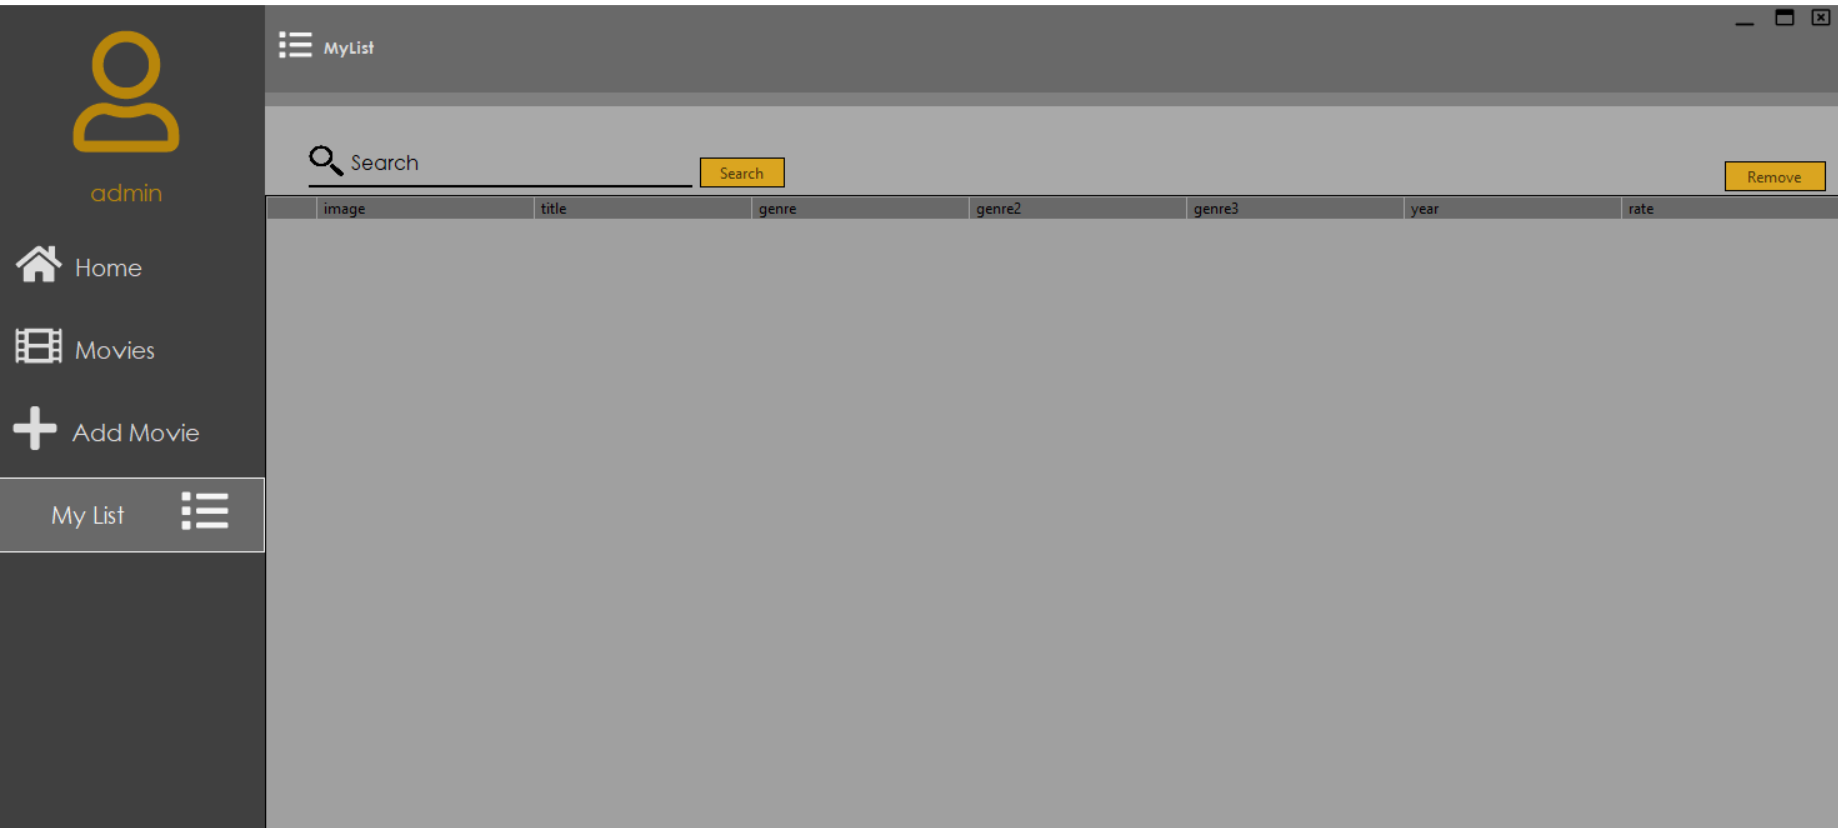 MyList
admin
Search
Search
Remove
image title genre genre2 genre3 year rate
Home
Movies
Add Movie
My List